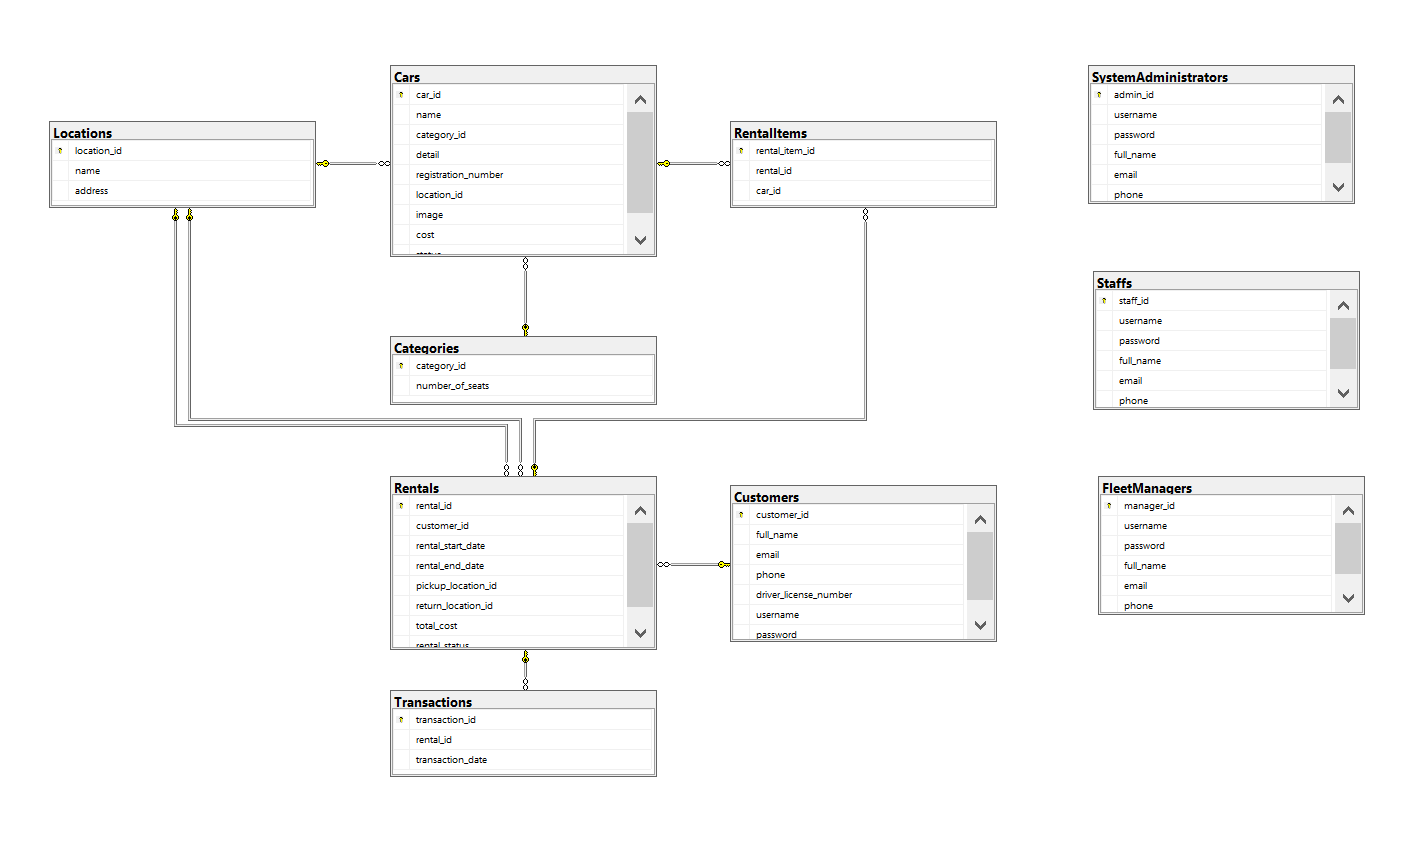 Cars
car_id
name
category_id
detail
registration_number
location_id
image
cost
status
Locations
location_id
name
address
RentalItems
rental_item_id
rental_id
car_id
SystemAdministrators
admin_id
username
password
full_name
email
phone
Categories
category_id
number_of_seats
Staffs
staff_id
username
password
full_name
email
phone
Rentals
rental_id
customer_id
rental_start_date
rental_end_date
pickup_location_id
return_location_id
total_cost
rental_status
Customers
customer_id
full_name
email
phone
driver_license_number
username
password
FleetManagers
manager_id
username
password
full_name
email
phone
Transactions
transaction_id
rental_id
transaction_date